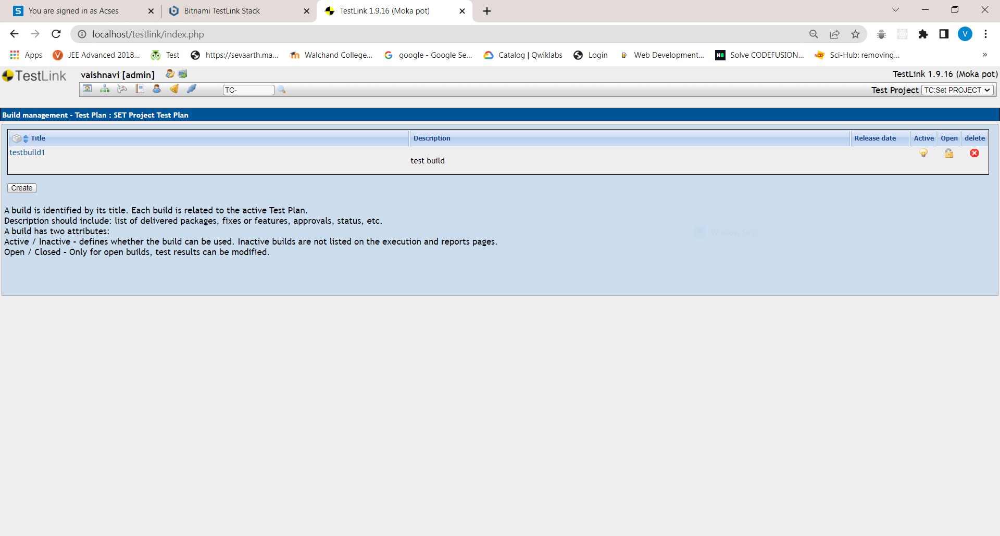 You are signed in as Acses
Bitnami TestLink Stack
TestLink 1.9.16 (Moka pot)
localhost/testlink/index.php
V
Apps
JEE Advanced 2018...
Test
https://sevaarth.ma...
Walchand College...
google - Google Se...
Catalog | Qwiklabs
Login
Web Development...
Solve CODEFUSION...
Sci-Hub: removing...
»
TestLink
vaishnavi [admin]
TestLink 1.9.16 (Moka pot)
TC-
Test Project
TC:Set PROJECT
Build management - Test Plan : SET Project Test Plan
Title
Description
Release date
Active
Open
delete
testbuild1
test build
Create
A build is identified by its title. Each build is related to the active Test Plan.
Description should include: list of delivered packages, fixes or features, approvals, status, etc.
A build has two attributes:
Active / Inactive - defines whether the build can be used. Inactive builds are not listed on the execution and reports pages.
Open / Closed - Only for open builds, test results can be modified.
Window Snip